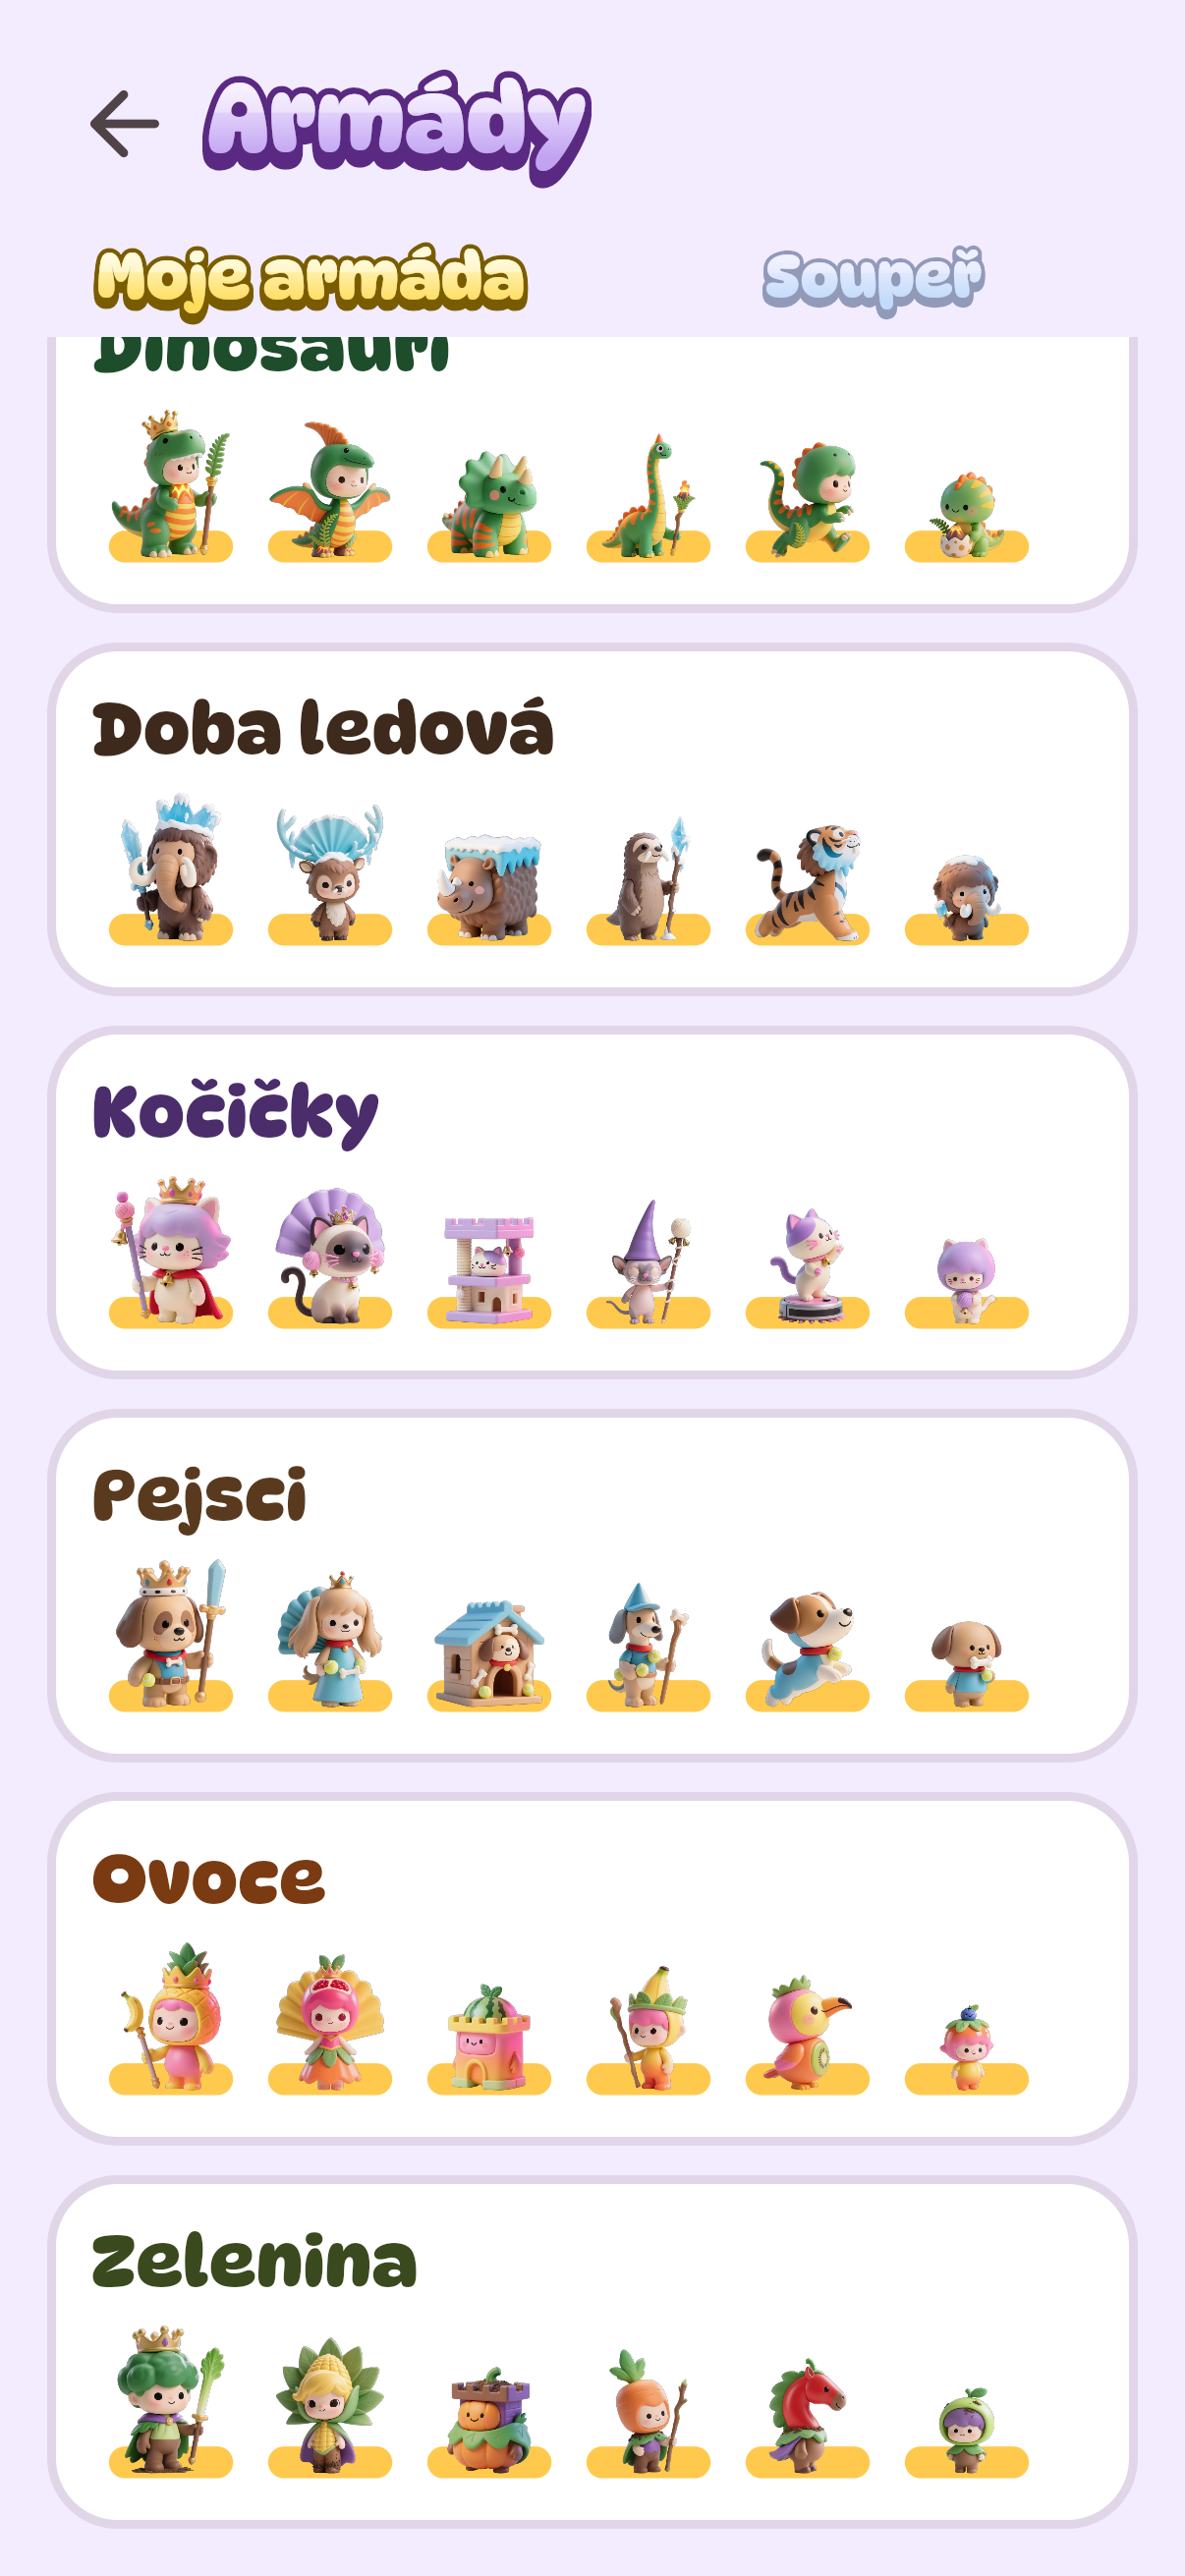 Armády
Moje armáda
Soupeř
Dinosauři
Doba ledová
Kočičky
Pejsci
Ovoce
Zelenina